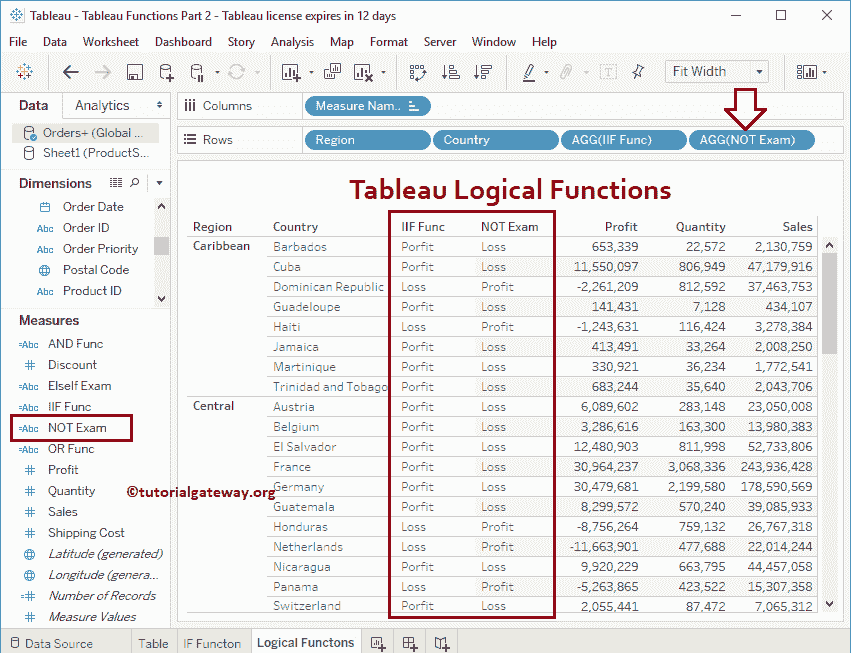 Tableau - Tableau Functions Part 2 - Tableau license expires in 12 days
File Data Worksheet Dashboard Story Analysis Map Format Server Window Help
Fit Width
Data Analytics
Orders+ (Global ...
Sheet1 (ProductS...
Dimensions
Order Date
Abc Order ID
Abc Order Priority
Postal Code
Abc Product ID
Measures
=Abc AND Func
# Discount
=Abc ElseIf Exam
=Abc IIF Func
=Abc NOT Exam
=Abc OR Func
# Profit
# Quantity
# Sales
# Shipping Cost
Latitude (generated)
Longitude (genera...
=# Number of Records
# Measure Values
Columns Measure Nam..
Rows Region Country AGG(IIF Func) AGG(NOT Exam)
Tableau Logical Functions
Region Country IIF Func NOT Exam Profit Quantity Sales
Caribbean Barbados Porfit Loss 653,339 22,572 2,130,759
Cuba Porfit Loss 11,550,097 806,949 47,179,916
Dominican Republic Loss Profit -2,261,209 812,592 37,463,753
Guadeloupe Porfit Loss 141,431 7,128 434,107
Haiti Loss Profit -1,243,631 116,424 3,278,384
Jamaica Porfit Loss 413,491 33,264 2,008,250
Martinique Porfit Loss 330,921 36,234 1,772,541
Trinidad and Tobago Porfit Loss 683,244 35,640 2,043,706
Central Austria Porfit Loss 6,089,602 283,148 23,050,008
Belgium Porfit Loss 3,286,616 163,300 13,980,383
El Salvador Porfit Loss 12,480,903 811,998 52,733,806
France Porfit Loss 30,964,237 3,068,336 243,936,428
Germany Porfit Loss 30,479,681 2,199,580 178,590,569
Guatemala Porfit Loss 8,299,572 570,240 39,085,933
Honduras Loss Profit -8,756,264 759,132 26,767,318
Netherlands Loss Profit -11,663,901 477,688 22,014,244
Nicaragua Porfit Loss 9,920,229 663,795 44,457,058
Panama Loss Profit -5,263,865 423,522 15,307,358
Switzerland Porfit Loss 2,055,441 87,472 7,065,312
©tutorialgateway.org
Data Source Table IF Functon Logical Functons